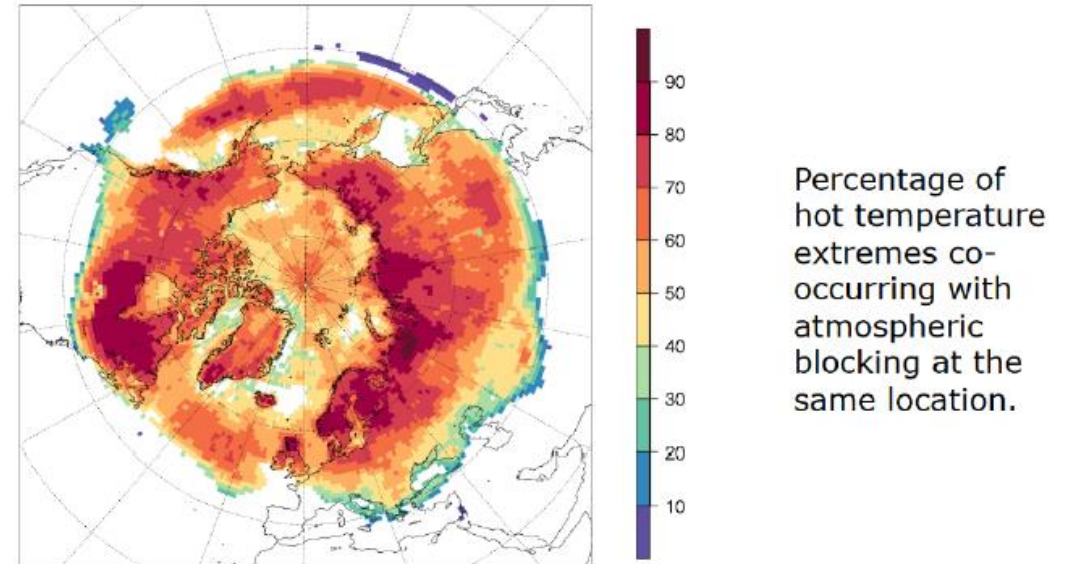 90
80
70
60
50
40
30
20
10
Percentage of
hot temperature
extremes co-
occurring with
atmospheric
blocking at the
same location.